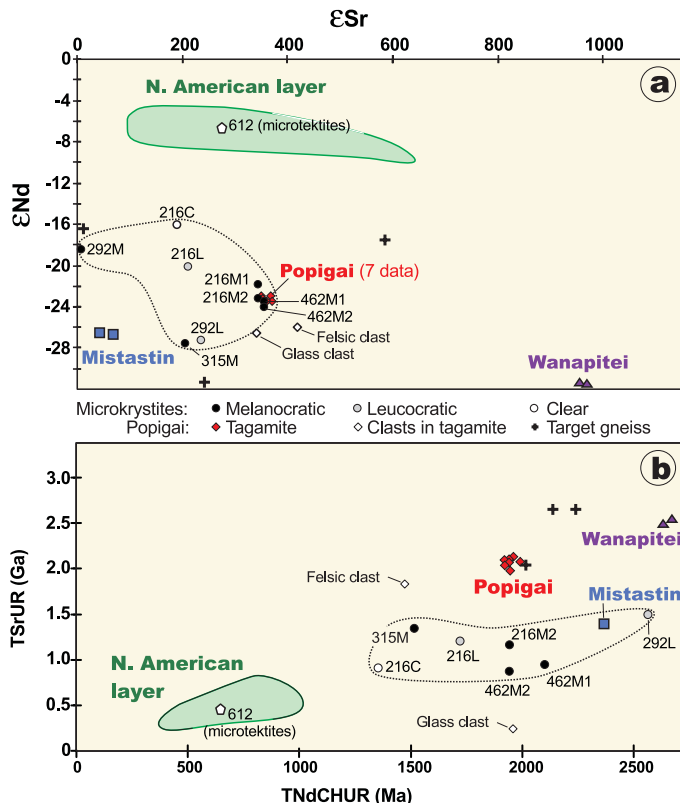 εSr
0 200 400 600 800 1000
a
εNd
-0
-4
-8
-12
-16
-20
-24
-28
N. American layer
612 (microtektites)
216C
292M
216L
216M1
Popigai (7 data)
216M2
462M1
462M2
292L
Felsic clast
Glass clast
315M
Mistastin
Wanapitei
Microkrystites: Melanocratic Leucocratic Clear
Popigai: Tagamite Clasts in tagamite Target gneiss
b
TSrUR (Ga)
3.0
2.5
2.0
1.5
1.0
0.5
0
Wanapitei
Felsic clast
Popigai
Mistastin
315M
216L
216M2
292L
216C
462M2
462M1
N. American
layer
612
(microtektites)
Glass clast
0 500 1000 1500 2000 2500
TNdCHUR (Ma)